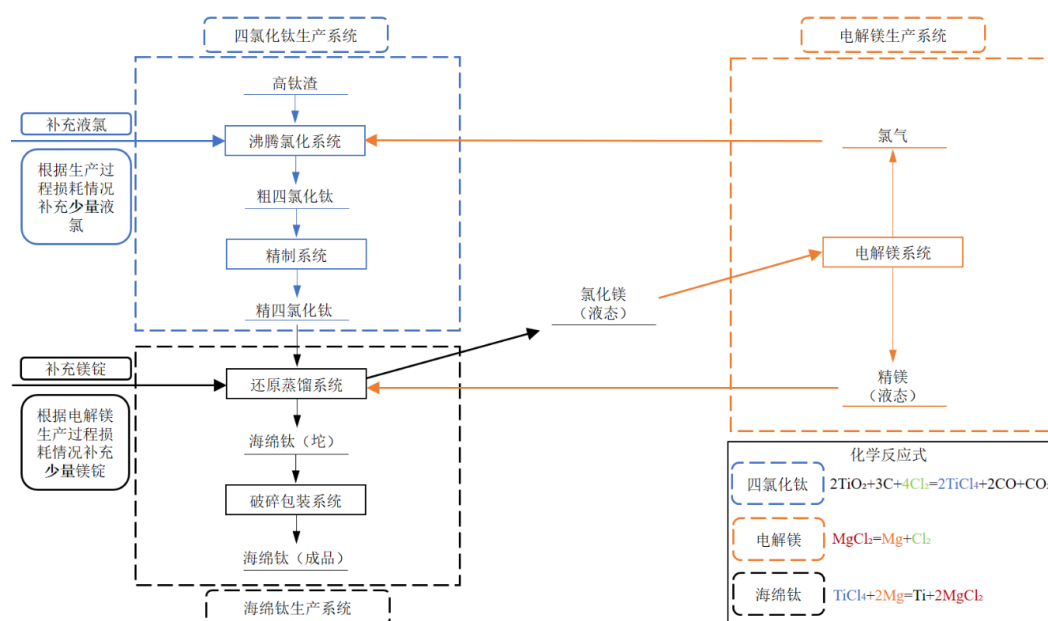 四氯化钛生产系统
电解镁生产系统
高钛渣
补充液氯
沸腾氯化系统
氯气
根据生产过
程损耗情况
补充少量液
氯
粗四氯化钛
精制系统
电解镁系统
精四氯化钛
氯化镁
（液态）
补充镁锭
还原蒸馏系统
精镁
（液态）
根据电解镁
生产过程损
耗情况补充
少量镁锭
海绵钛（坨）
破碎包装系统
海绵钛（成品）
海绵钛生产系统
化学反应式
四氯化钛 2TiO₂+3C+4Cl₂=2TiCl₄+2CO+CO₂
电解镁 MgCl₂=Mg+Cl₂
海绵钛 TiCl₄+2Mg=Ti+2MgCl₂